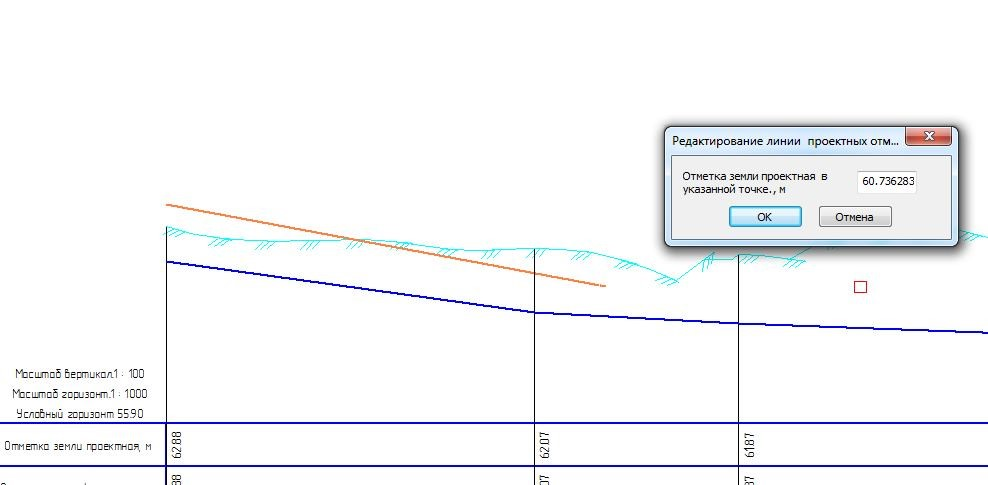 Редактирование линии проектных отм...
Отметка земли проектная в
указанной точке., м
60.736283
OK
Отмена
Масштаб вертикал.1 : 100
Масштаб горизонт.1 : 1000
Условный горизонт 55.90
Отметка земли проектная, м
62.88
62.07
61.87